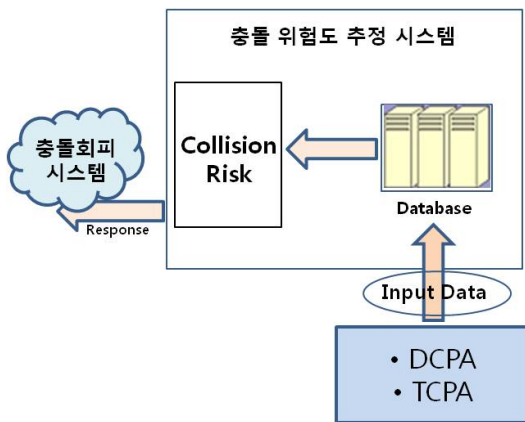 충돌 위험도 추정 시스템
Collision
Risk
Database
충돌회피
시스템
Response
Input Data
• DCPA
• TCPA